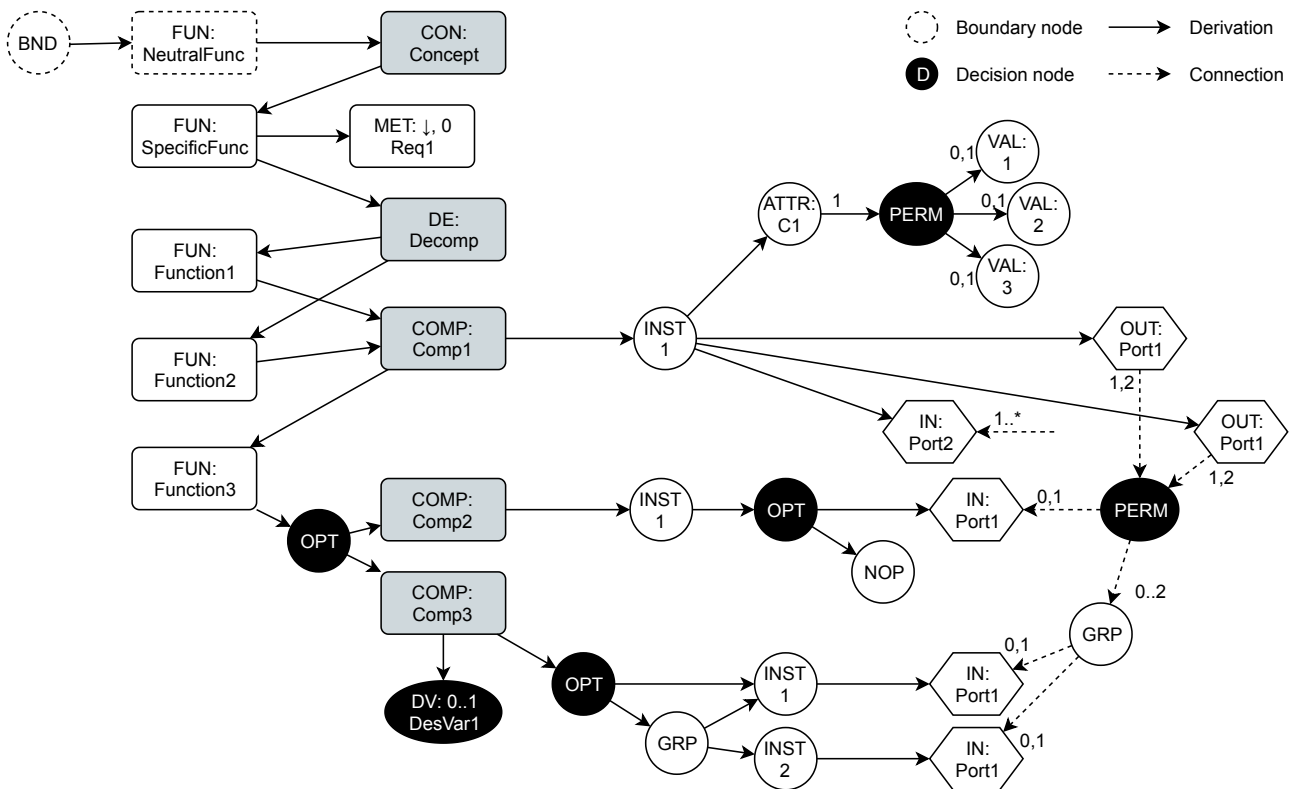 BND
FUN:
NeutralFunc
CON:
Concept
Boundary node
Derivation
D
Decision node
Connection
FUN:
SpecificFunc
MET: ↓, 0
Req1
0,1
VAL:
1
ATTR:
C1
1
PERM
0,1
VAL:
2
0,1
VAL:
3
DE:
Decomp
FUN:
Function1
COMP:
Comp1
INST
1
OUT:
Port1
1,2
FUN:
Function2
IN:
Port2
1..*
OUT:
Port1
1,2
FUN:
Function3
OPT
COMP:
Comp2
INST
1
OPT
IN:
Port1
0,1
PERM
NOP
0..2
COMP:
Comp3
GRP
0,1
DV: 0..1
DesVar1
OPT
INST
1
IN:
Port1
GRP
INST
2
IN:
Port1
0,1